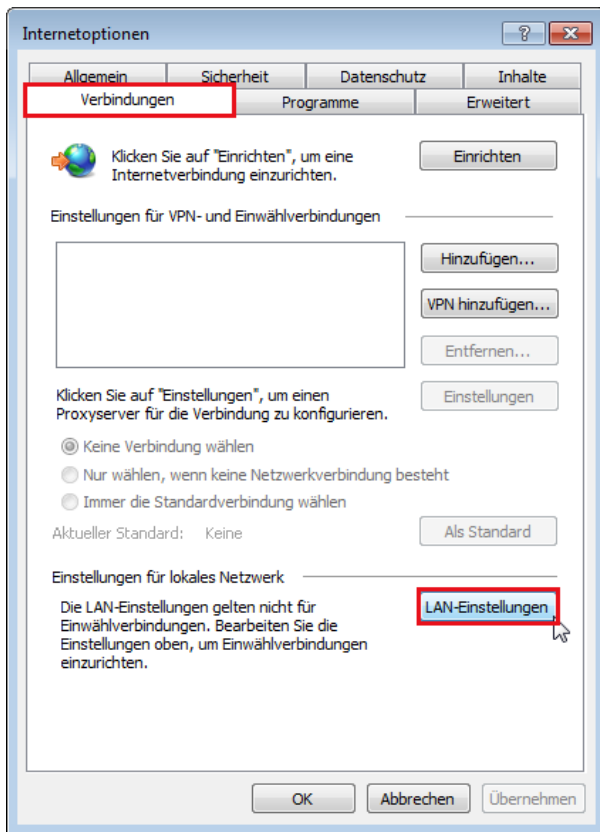 Internetoptionen
Allgemein Sicherheit Datenschutz Inhalte
Verbindungen Programme Erweitert
Klicken Sie auf "Einrichten", um eine
Internetverbindung einzurichten.
Einrichten
Einstellungen für VPN- und Einwählverbindungen
Hinzufügen...
VPN hinzufügen...
Entfernen...
Klicken Sie auf "Einstellungen", um einen
Proxyserver für die Verbindung zu konfigurieren.
Einstellungen
Keine Verbindung wählen
Nur wählen, wenn keine Netzwerkverbindung besteht
Immer die Standardverbindung wählen
Aktueller Standard: Keine
Als Standard
Einstellungen für lokales Netzwerk
Die LAN-Einstellungen gelten nicht für
Einwählverbindungen. Bearbeiten Sie die
Einstellungen oben, um Einwählverbindungen
einzurichten.
LAN-Einstellungen
OK Abbrechen Übernehmen